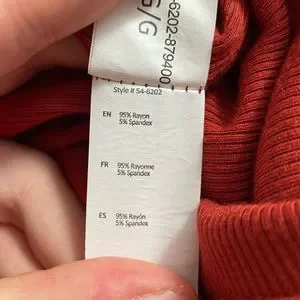 6202-879400
G/G
Style # 54-6202
EN 95% Rayon
5% Spandex
FR 95% Rayonne
5% Spandex
ES 95% Rayón
5% Spandex